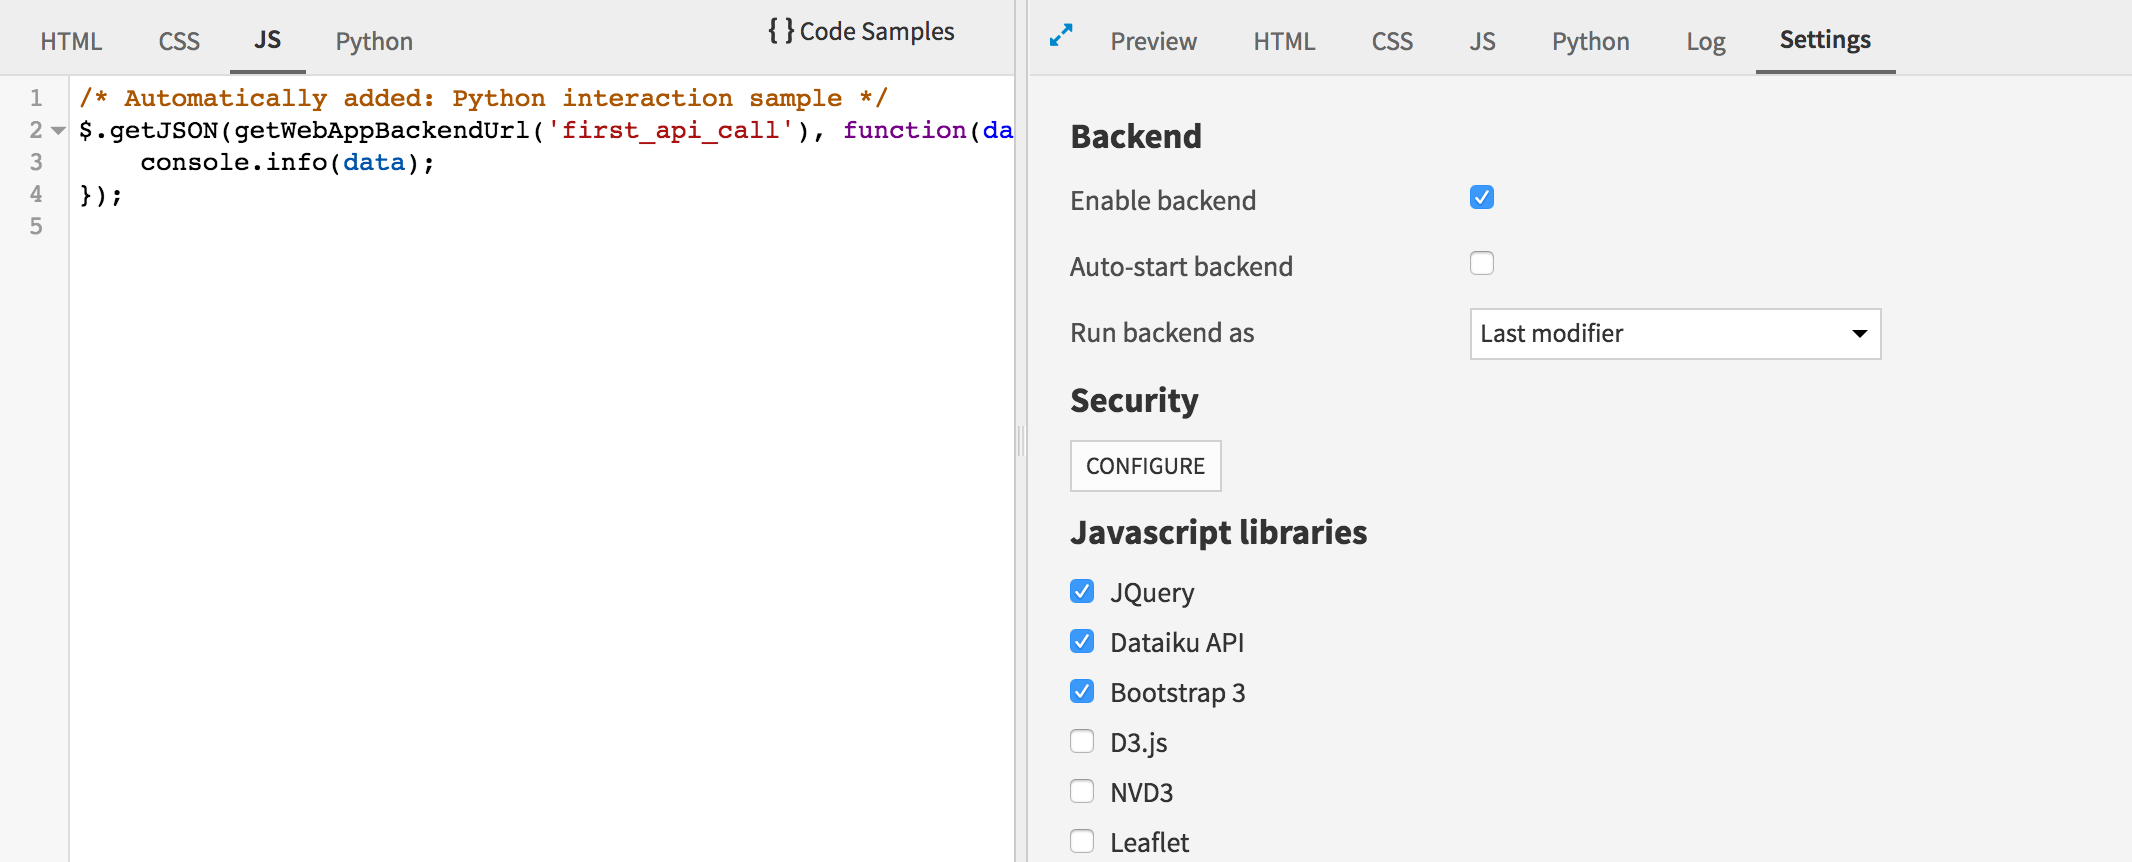 HTML CSS JS Python { } Code Samples
1 /* Automatically added: Python interaction sample */
2 $.getJSON(getWebAppBackendUrl('first_api_call'), function(da
3     console.info(data);
4 });
5
Preview HTML CSS JS Python Log Settings
Backend
Enable backend
Auto-start backend
Run backend as Last modifier
Security
CONFIGURE
Javascript libraries
JQuery
Dataiku API
Bootstrap 3
D3.js
NVD3
Leaflet